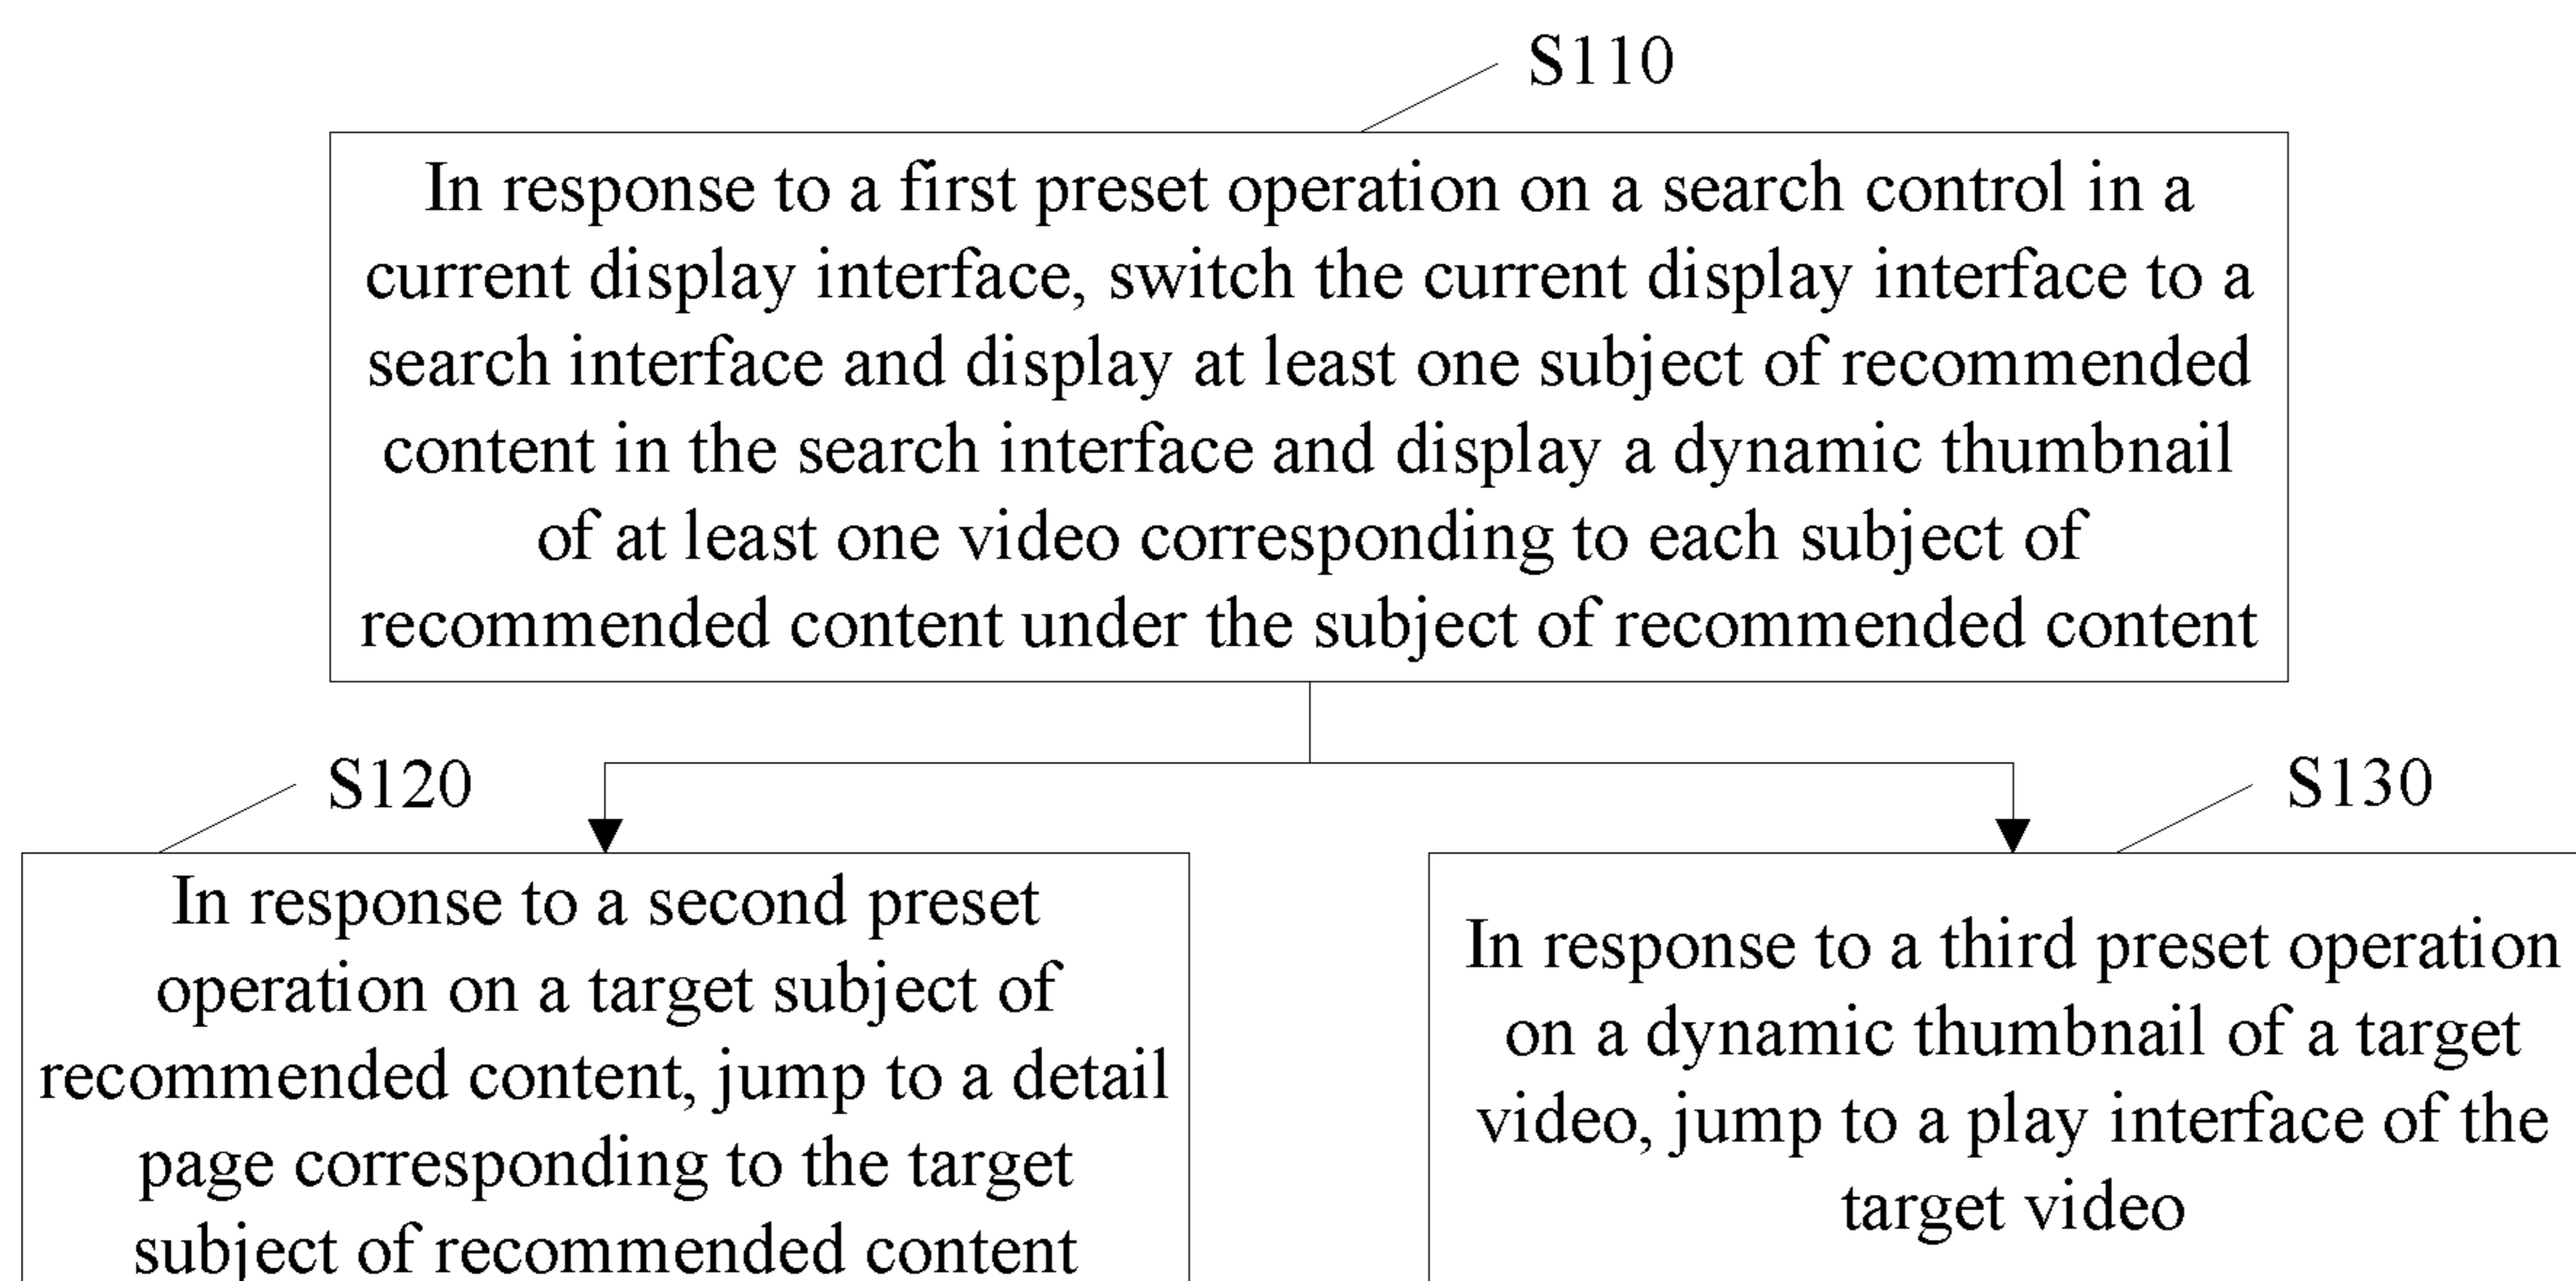 S110
In response to a first preset operation on a search control in a
current display interface, switch the current display interface to a
search interface and display at least one subject of recommended
content in the search interface and display a dynamic thumbnail
of at least one video corresponding to each subject of
recommended content under the subject of recommended content
S120
In response to a second preset
operation on a target subject of
recommended content, jump to a detail
page corresponding to the target
subject of recommended content
S130
In response to a third preset operation
on a dynamic thumbnail of a target
video, jump to a play interface of the
target video